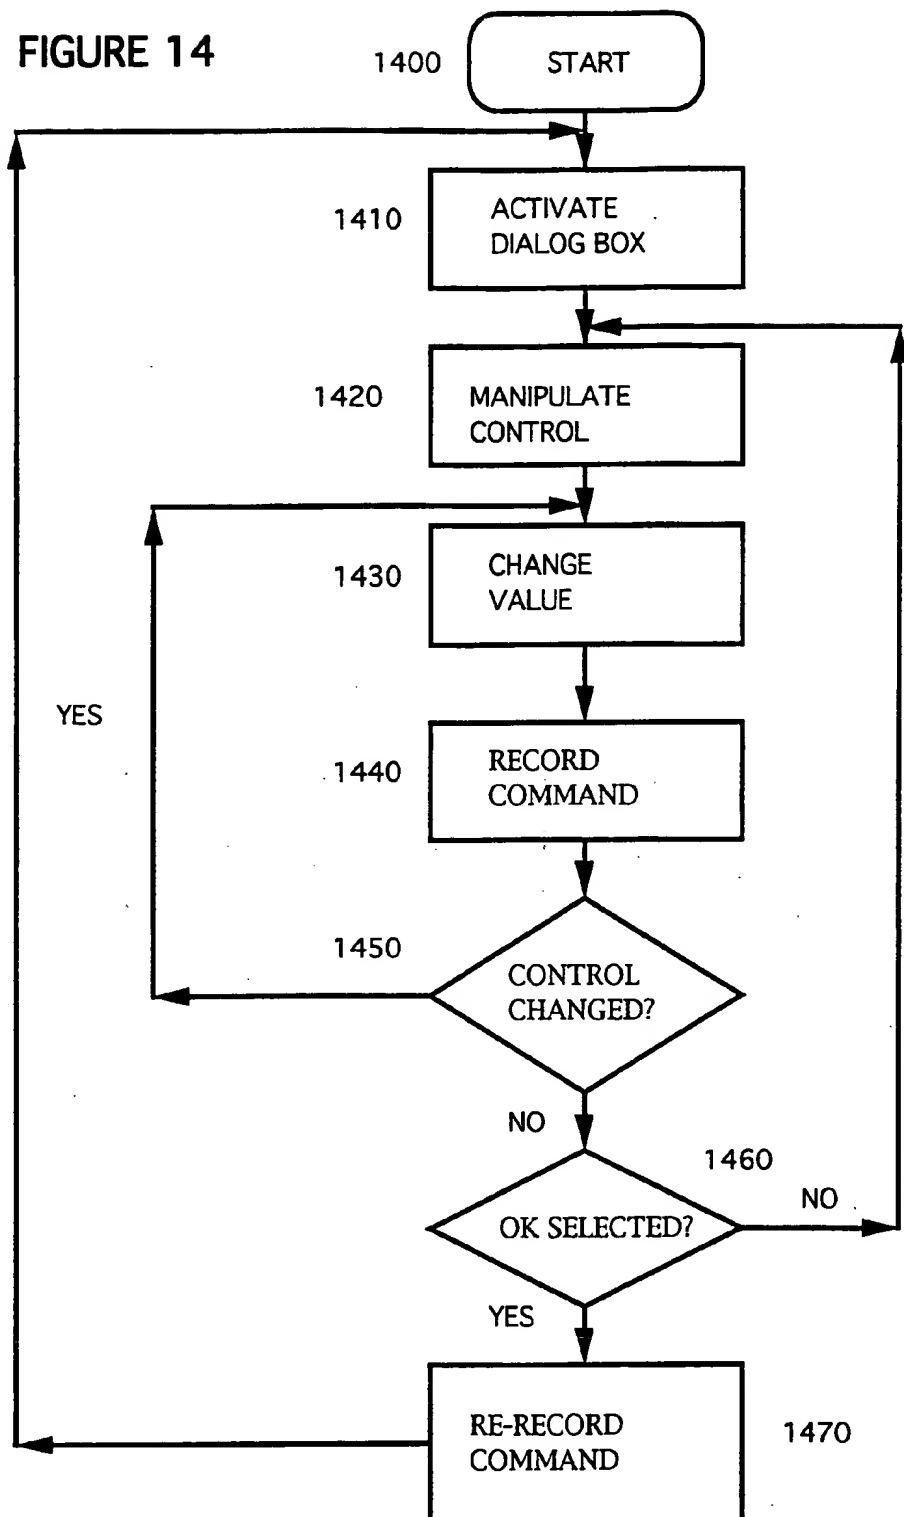 FIGURE 14
1400
START
1410
ACTIVATE
DIALOG BOX
1420
MANIPULATE
CONTROL
1430
CHANGE
VALUE
YES
1440
RECORD
COMMAND
1450
CONTROL
CHANGED?
NO
1460
NO
OK SELECTED?
YES
RE-RECORD
COMMAND
1470